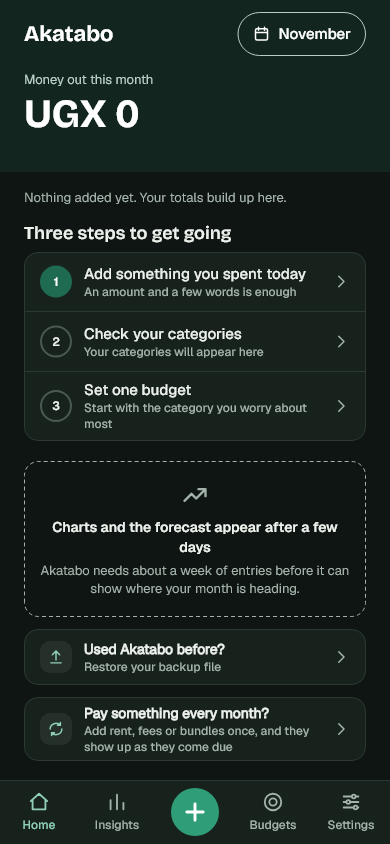 Akatabo
November
Money out this month
UGX 0
Nothing added yet. Your totals build up here.
Three steps to get going
1
Add something you spent today
An amount and a few words is enough
2
Check your categories
Your categories will appear here
3
Set one budget
Start with the category you worry about
most
Charts and the forecast appear after a few
days
Akatabo needs about a week of entries before it can
show where your month is heading.
Used Akatabo before?
Restore your backup file
Pay something every month?
Add rent, fees or bundles once, and they
show up as they come due
Home
Insights
Budgets
Settings